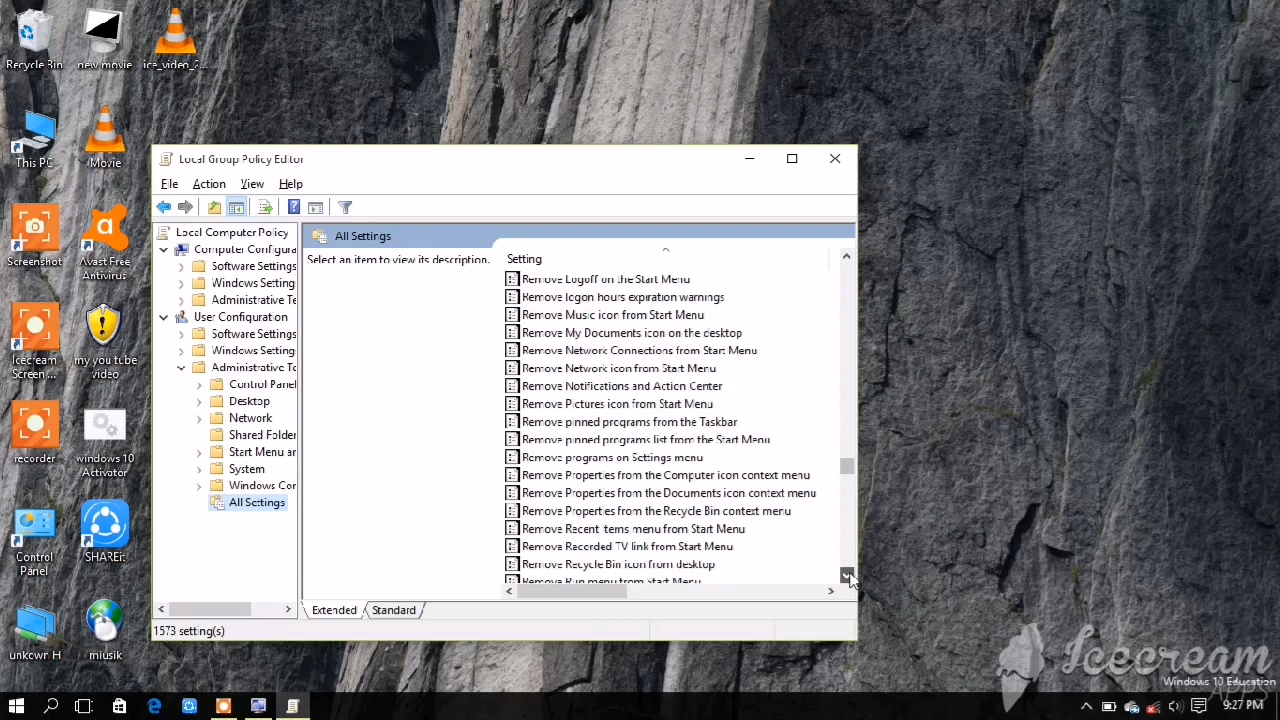 Recycle Bin
new movie
ice_video_2...
This PC
Movie
Screenshot
Avast Free
Antivirus
Icecream
Screen ...
my you tube
video
recorder
windows 10
Activator
Control
Panel
SHAREit
unkown H
miusik
Local Group Policy Editor
File Action View Help
Local Computer Policy
Computer Configura
Software Settings
Windows Setting
Administrative Te
User Configuration
Software Settings
Windows Setting
Administrative Te
Control Panel
Desktop
Network
Shared Folder
Start Menu ar
System
Windows Cor
All Settings
All Settings
Select an item to view its description.
Setting
Remove Logoff on the Start Menu
Remove logon hours expiration warnings
Remove Music icon from Start Menu
Remove My Documents icon on the desktop
Remove Network Connections from Start Menu
Remove Network icon from Start Menu
Remove Notifications and Action Center
Remove Pictures icon from Start Menu
Remove pinned programs from the Taskbar
Remove pinned programs list from the Start Menu
Remove programs on Settings menu
Remove Properties from the Computer icon context menu
Remove Properties from the Documents icon context menu
Remove Properties from the Recycle Bin context menu
Remove Recent Items menu from Start Menu
Remove Recorded TV link from Start Menu
Remove Recycle Bin icon from desktop
Remove Run menu from Start Menu
Extended Standard
1573 setting(s)
Icecream
APPS
Windows 10 Education
9:27 PM